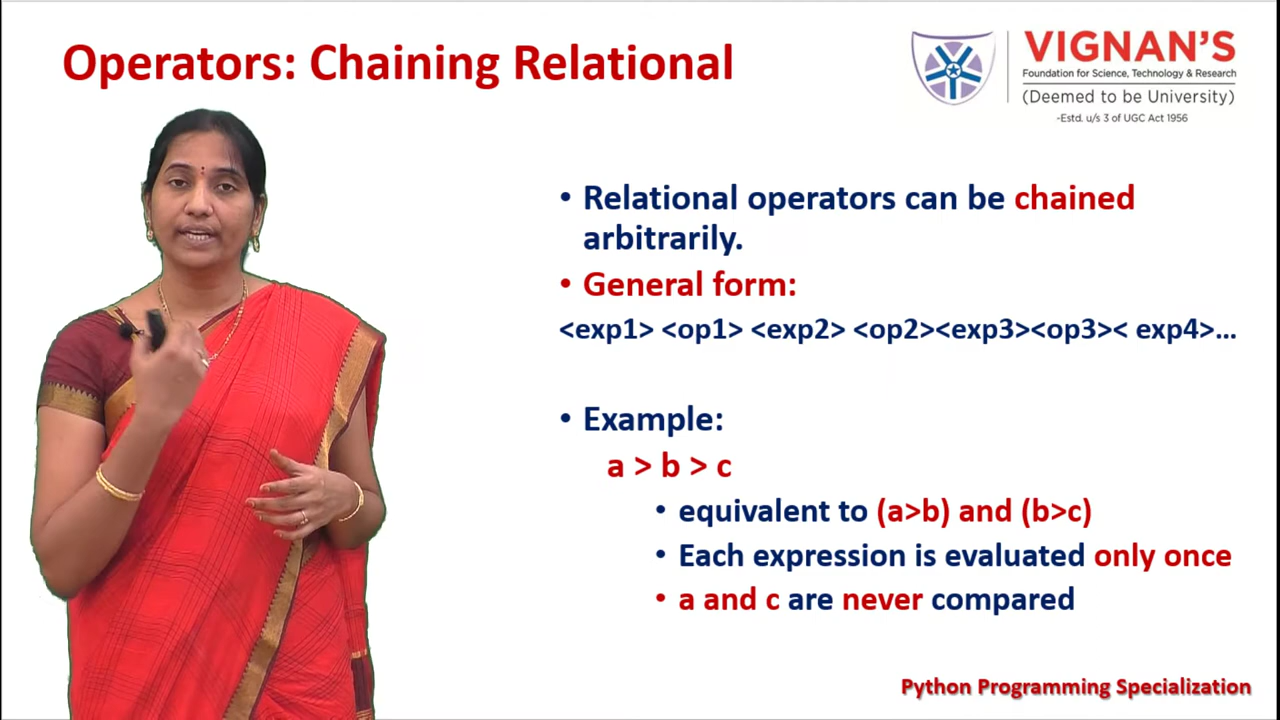 Operators: Chaining Relational
VIGNAN'S
Foundation for Science, Technology & Research
(Deemed to be University)
-Estd. u/s 3 of UGC Act 1956
• Relational operators can be chained
arbitrarily.
• General form:
<exp1> <op1> <exp2> <op2><exp3><op3>< exp4>...
• Example:
a > b > c
• equivalent to (a>b) and (b>c)
• Each expression is evaluated only once
• a and c are never compared
Python Programming Specialization